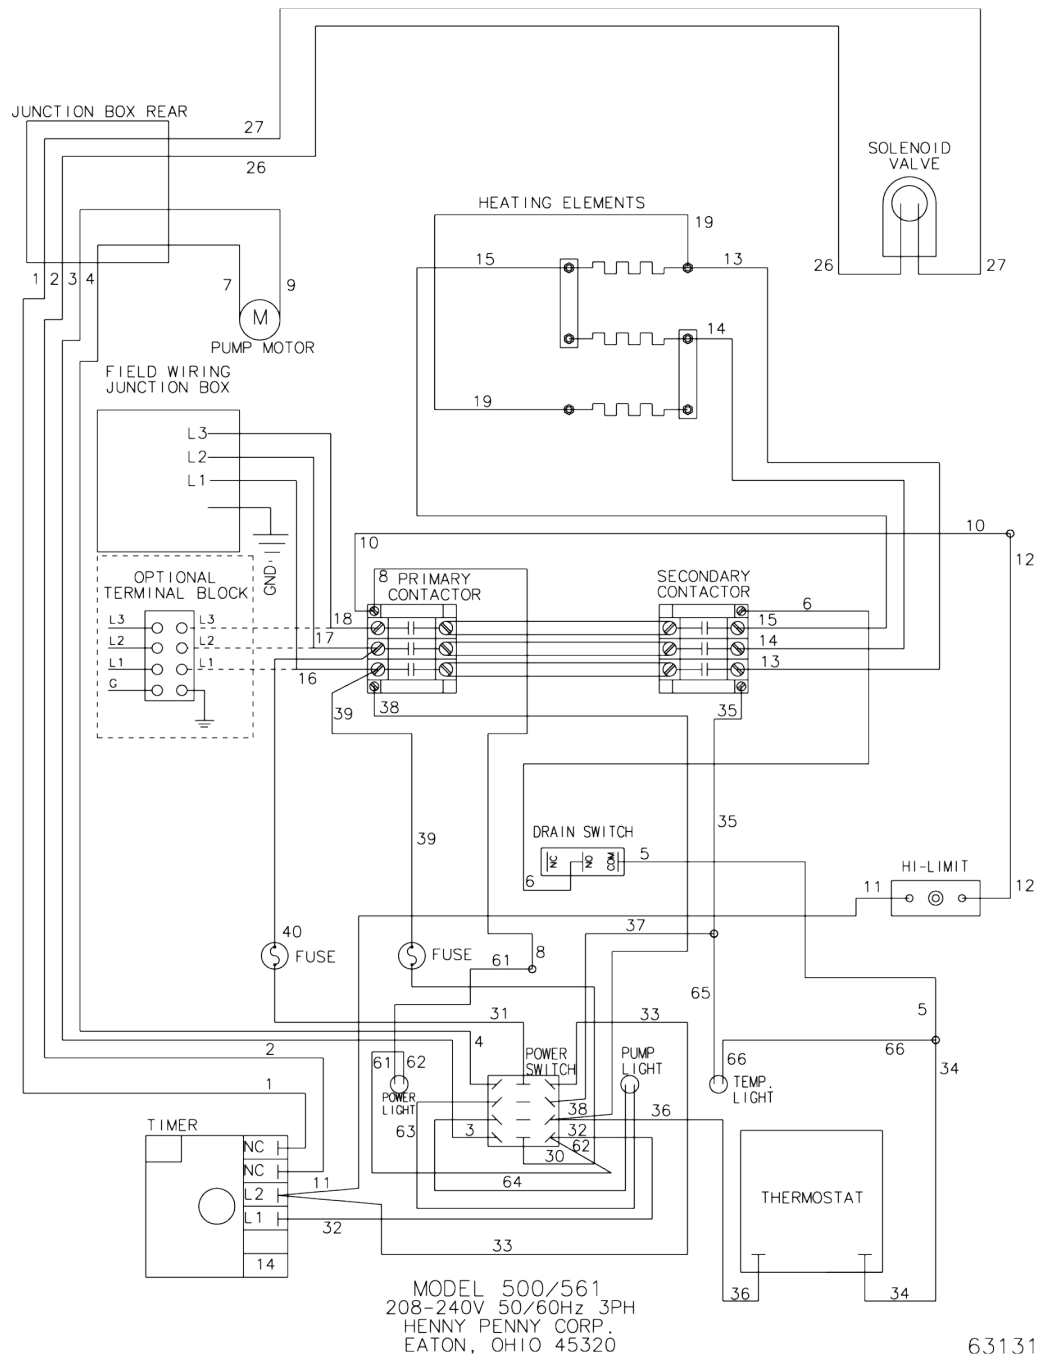 JUNCTION BOX REAR
27
26
SOLENOID
VALVE
HEATING ELEMENTS
19
15
13
26
27
1
2
3
4
7
9
M
PUMP MOTOR
14
FIELD WIRING
JUNCTION BOX
19
L3
L2
L1
10
10
12
GND.
OPTIONAL
TERMINAL BLOCK
8
PRIMARY
CONTACTOR
SECONDARY
CONTACTOR
6
L3
L3
18
15
L2
L2
17
14
L1
L1
16
13
G
39
38
35
35
39
DRAIN SWITCH
NC
NO
COM
5
6
HI-LIMIT
11
12
40
FUSE
FUSE
61
8
37
65
5
31
33
4
2
61
62
POWER
SWITCH
PUMP
LIGHT
66
66
34
POWER
LIGHT
TEMP.
LIGHT
1
38
36
63
3
32
62
30
TIMER
NC
NC
L2
L1
14
11
32
64
33
THERMOSTAT
36
34
MODEL 500/561
208-240V 50/60Hz 3PH
HENNY PENNY CORP.
EATON, OHIO 45320
63131